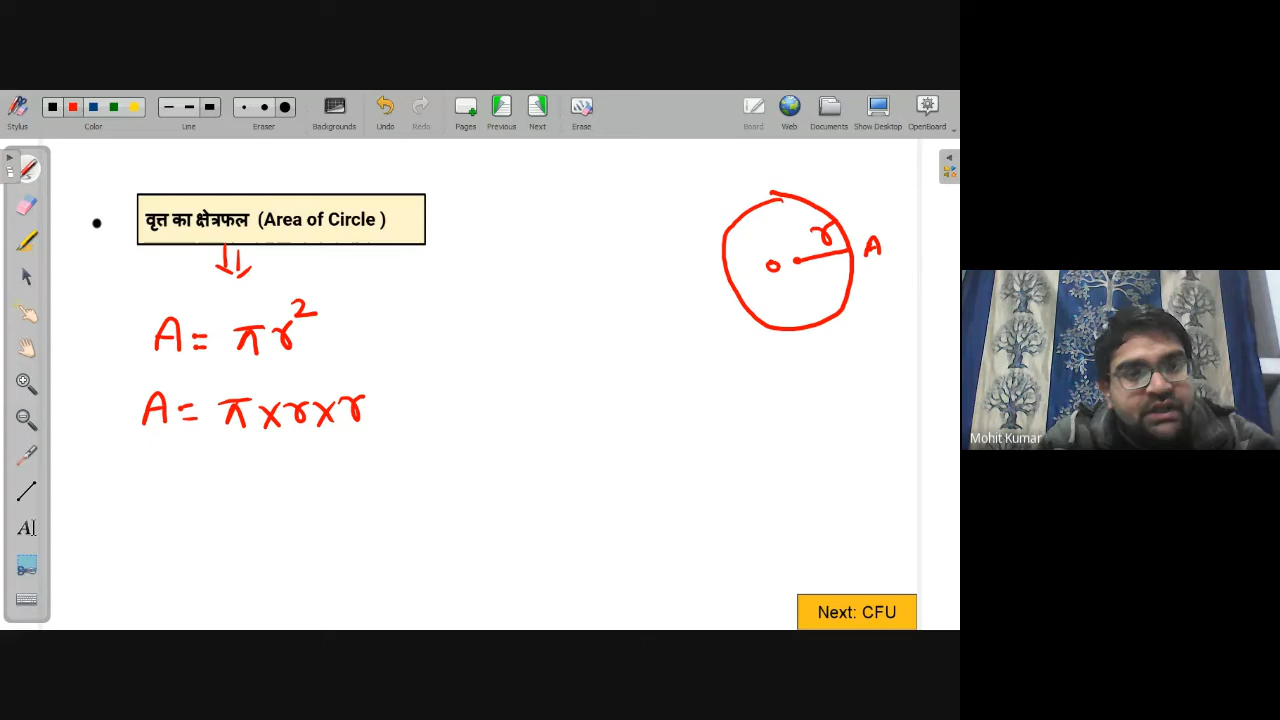 Stylus
Color
Line
Eraser
Backgrounds
Undo
Redo
Pages
Previous
Next
Erase
Board
Web
Documents
Show Desktop
OpenBoard
वृत्त का क्षेत्रफल (Area of Circle )
A = πr²
A = π×r×r
r
A
o
A
Mohit Kumar
Next: CFU